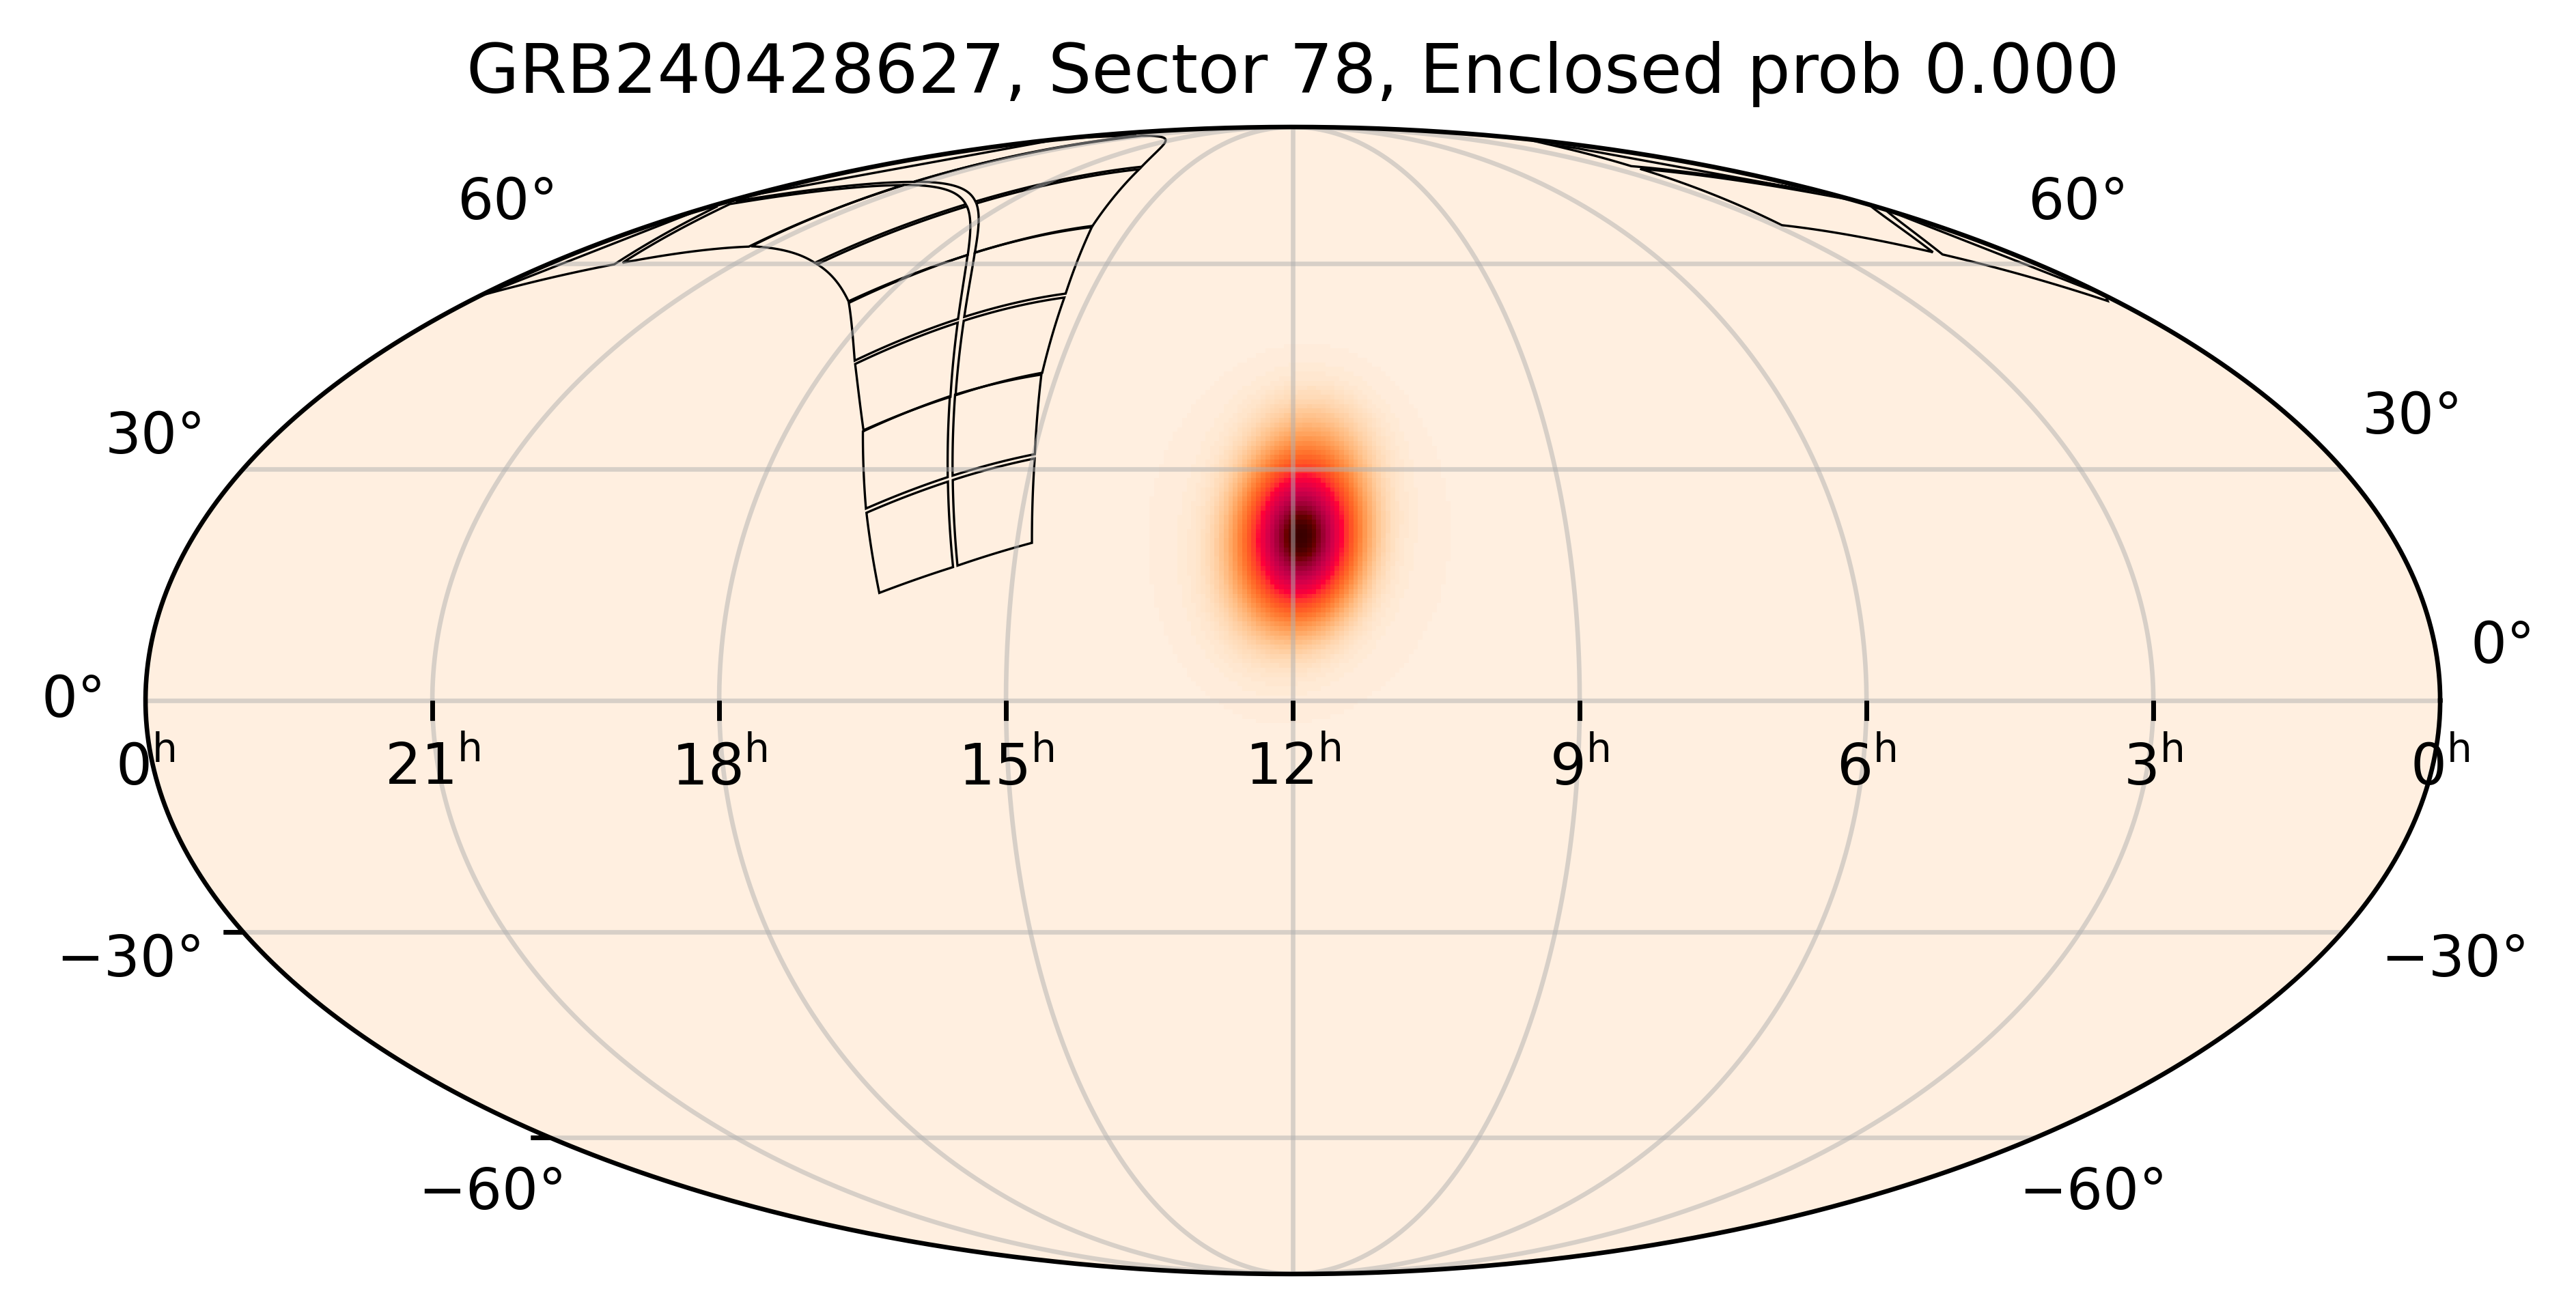 GRB240428627, Sector 78, Enclosed prob 0.000
60° 60°
30° 30°
0° 0°
0h 21h 18h 15h 12h 9h 6h 3h 0h
−30° −30°
−60° −60°